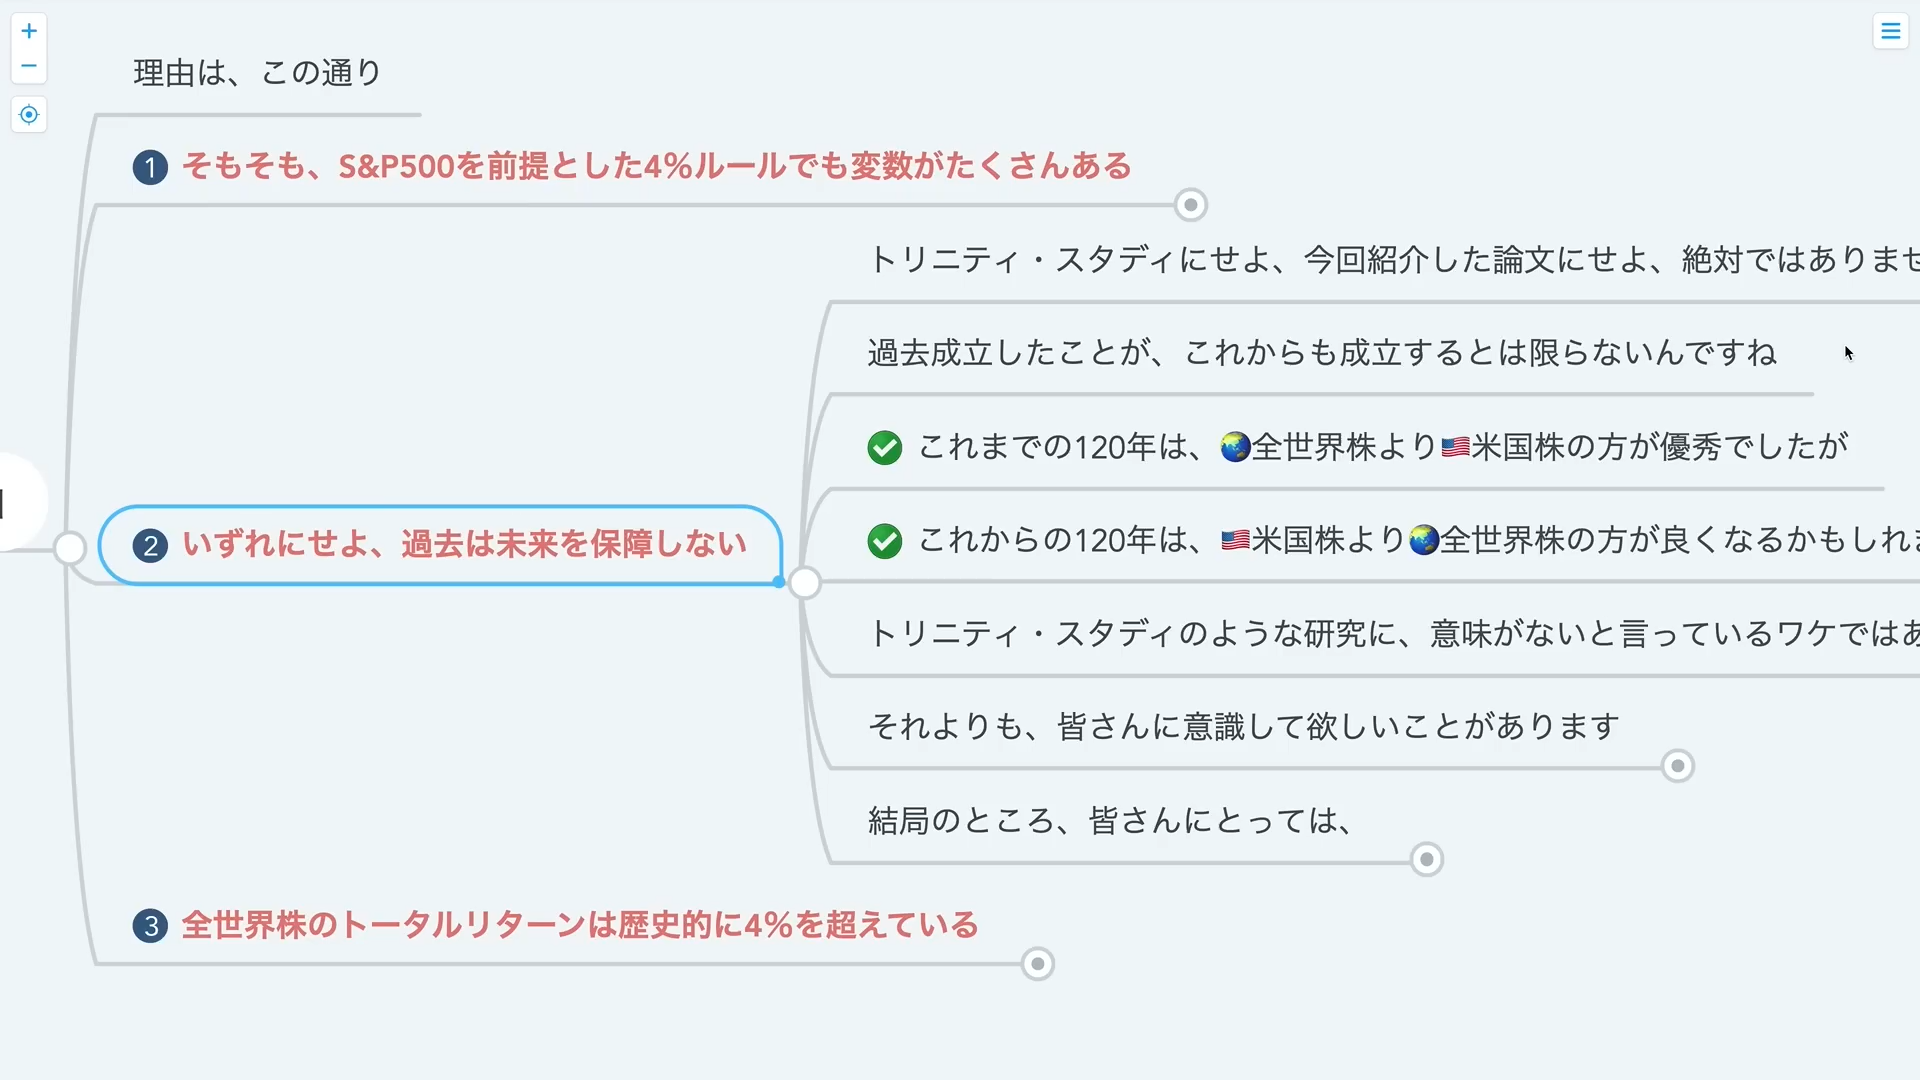 理由は、この通り
1 そもそも、S&P500を前提とした4%ルールでも変数がたくさんある
トリニティ・スタディにせよ、今回紹介した論文にせよ、絶対ではありませ
過去成立したことが、これからも成立するとは限らないんですね
これまでの120年は、🌏全世界株より🇺🇸米国株の方が優秀でしたが
2 いずれにせよ、過去は未来を保障しない
これからの120年は、🇺🇸米国株より🌏全世界株の方が良くなるかもしれ
トリニティ・スタディのような研究に、意味がないと言っているワケではあ
それよりも、皆さんに意識して欲しいことがあります
結局のところ、皆さんにとっては、
3 全世界株のトータルリターンは歴史的に4%を超えている